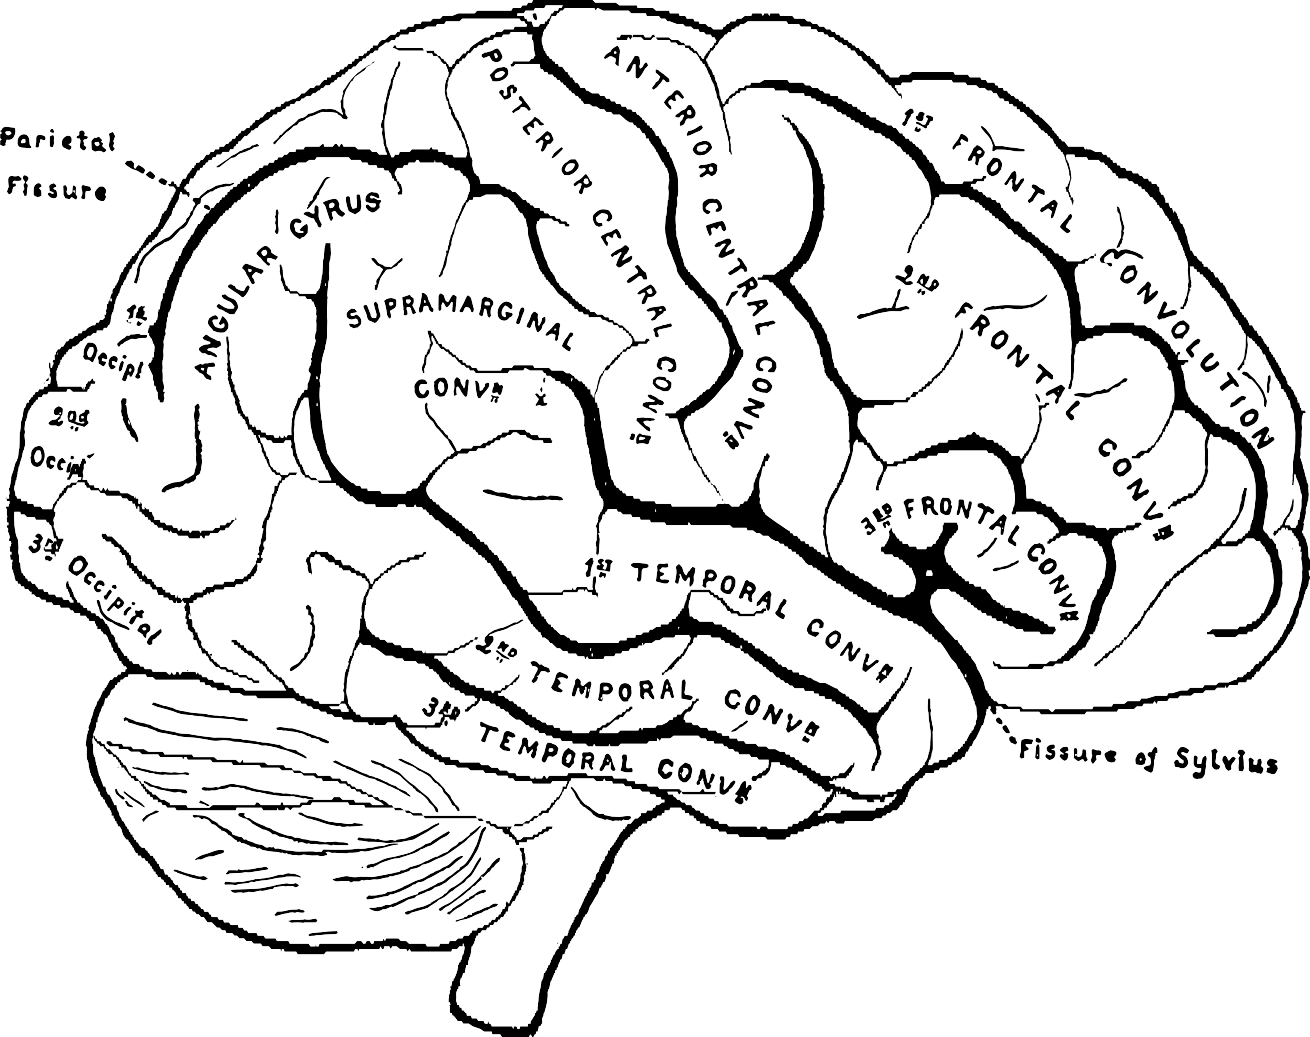 Parietal
Fissure
POSTERIOR CENTRAL CONVN
ANTERIOR CENTRAL CONVN
1ST FRONTAL CONVOLUTION
2ND FRONTAL CONVN
3RD FRONTAL CONVN
ANGULAR GYRUS
SUPRAMARGINAL
CONVN x
1st
Occipl
2nd
Occipl
3rd Occipital
1ST TEMPORAL CONVN
2ND TEMPORAL CONVN
3RD TEMPORAL CONVN
Fissure of Sylvius